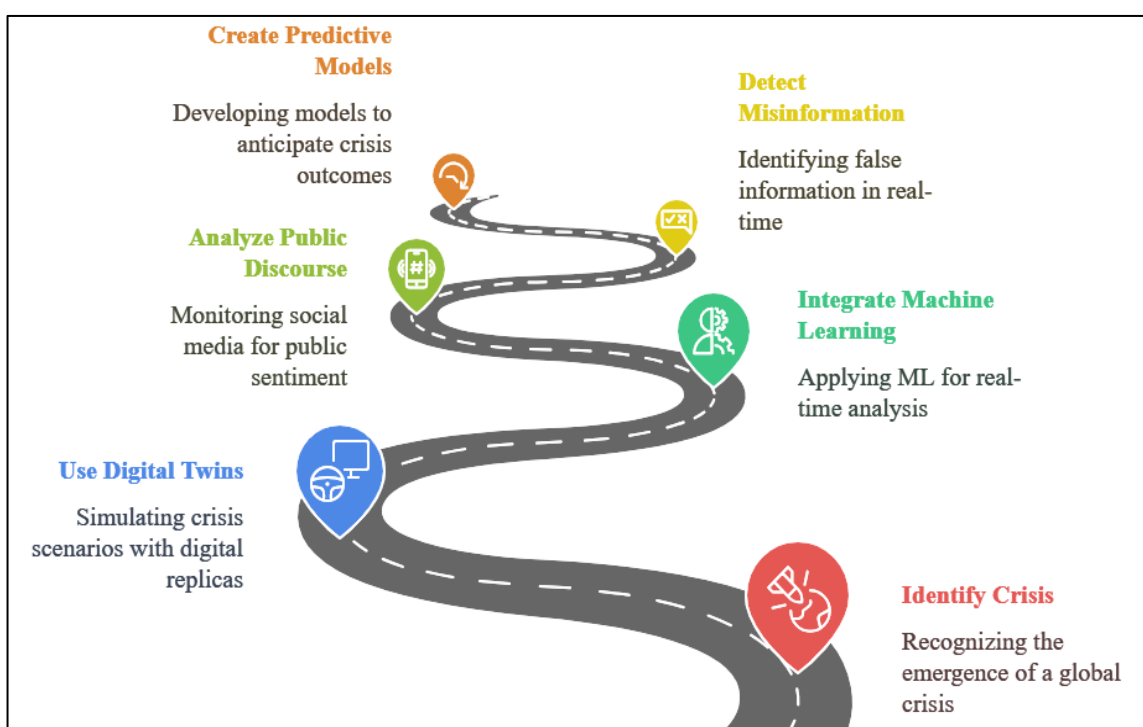 Create Predictive
Models
Developing models to
anticipate crisis
outcomes
Detect
Misinformation
Identifying false
information in real-
time
Analyze Public
Discourse
Monitoring social
media for public
sentiment
Integrate Machine
Learning
Applying ML for real-
time analysis
Use Digital Twins
Simulating crisis
scenarios with digital
replicas
Identify Crisis
Recognizing the
emergence of a global
crisis